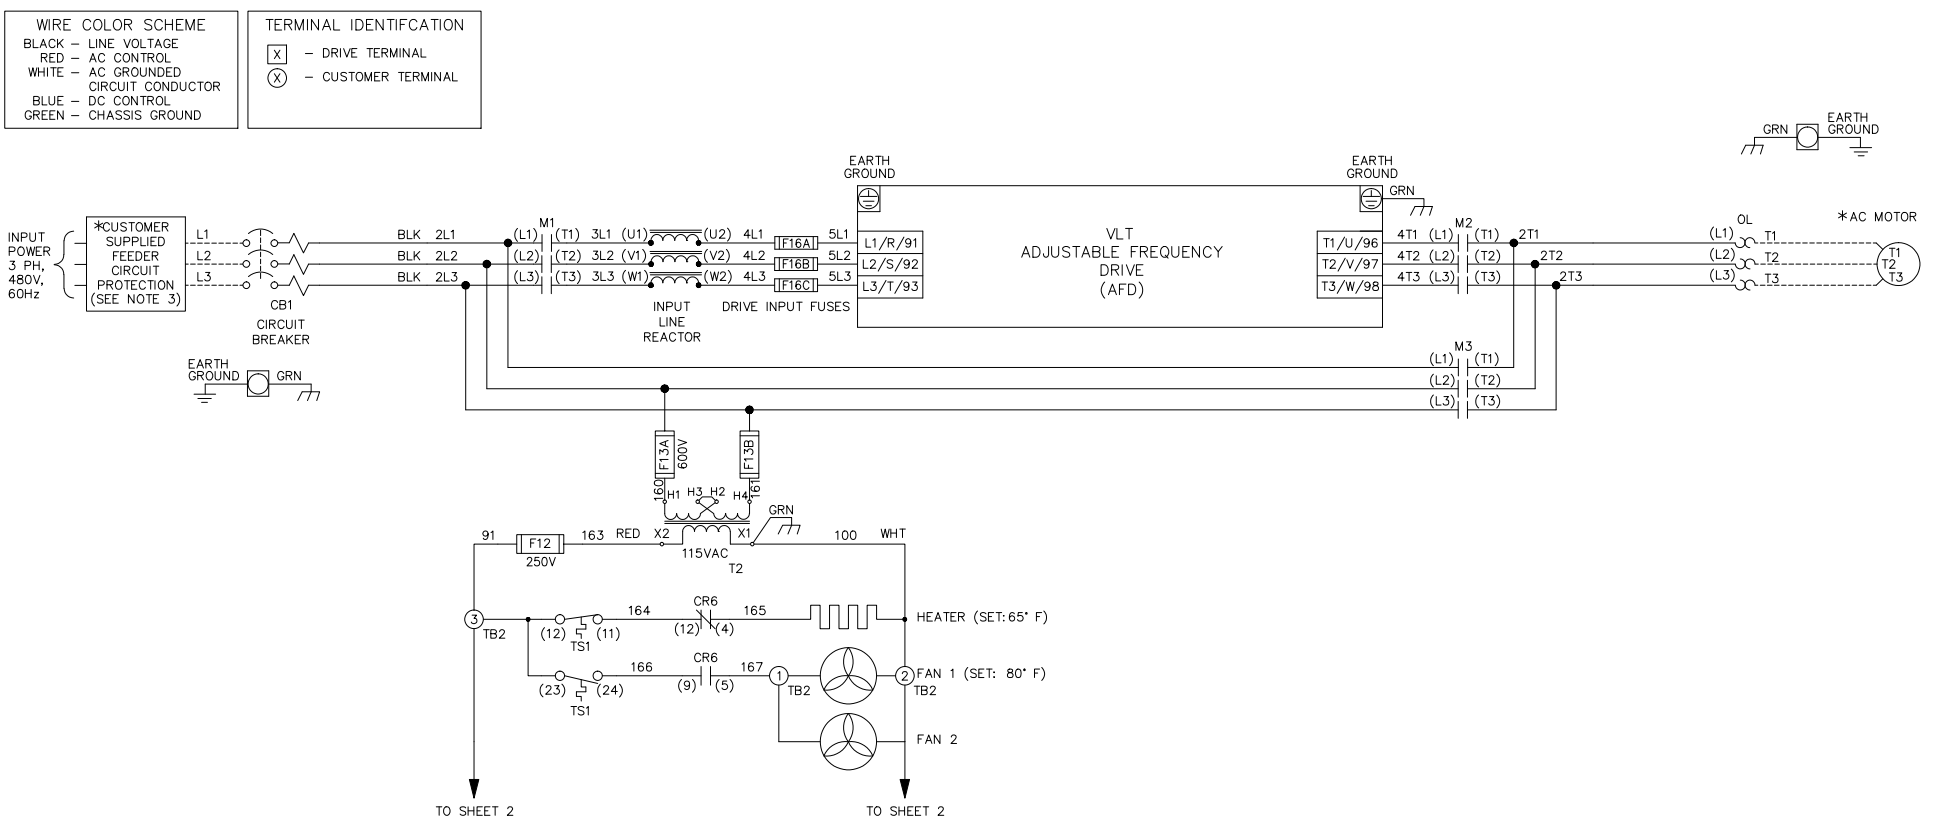 WIRE COLOR SCHEME
BLACK – LINE VOLTAGE
RED – AC CONTROL
WHITE – AC GROUNDED
CIRCUIT CONDUCTOR
BLUE – DC CONTROL
GREEN – CHASSIS GROUND
TERMINAL IDENTIFCATION
X – DRIVE TERMINAL
X – CUSTOMER TERMINAL
GRN
EARTH
GROUND
INPUT
POWER
3 PH,
480V,
60Hz
*CUSTOMER
SUPPLIED
FEEDER
CIRCUIT
PROTECTION
(SEE NOTE 3)
L1
L2
L3
CB1
CIRCUIT
BREAKER
BLK 2L1
BLK 2L2
BLK 2L3
M1
(L1) (T1) 3L1 (U1) (U2) 4L1 F16A 5L1
(L2) (T2) 3L2 (V1) (V2) 4L2 F16B 5L2
(L3) (T3) 3L3 (W1) (W2) 4L3 F16C 5L3
INPUT
LINE
REACTOR
DRIVE INPUT FUSES
EARTH
GROUND
L1/R/91
L2/S/92
L3/T/93
VLT
ADJUSTABLE FREQUENCY
DRIVE
(AFD)
EARTH
GROUND
GRN
T1/U/96
T2/V/97
T3/W/98
M2
4T1 (L1) (T1) 2T1
4T2 (L2) (T2) 2T2
4T3 (L3) (T3) 2T3
OL
(L1) T1
(L2) T2
(L3) T3
*AC MOTOR
T1
T2
T3
EARTH
GROUND
GRN
M3
(L1) (T1)
(L2) (T2)
(L3) (T3)
F13A
600V
F13B
160
161
H1 H3 H2 H4
GRN
91 F12 163 RED X2 X1 100 WHT
250V
115VAC
T2
3
TB2
(12) (11)
TS1
164
CR6
(12) (4)
165
HEATER (SET:65° F)
(23) (24)
TS1
166
CR6
(9) (5)
167
1
TB2
2
TB2
FAN 1 (SET: 80° F)
FAN 2
TO SHEET 2
TO SHEET 2